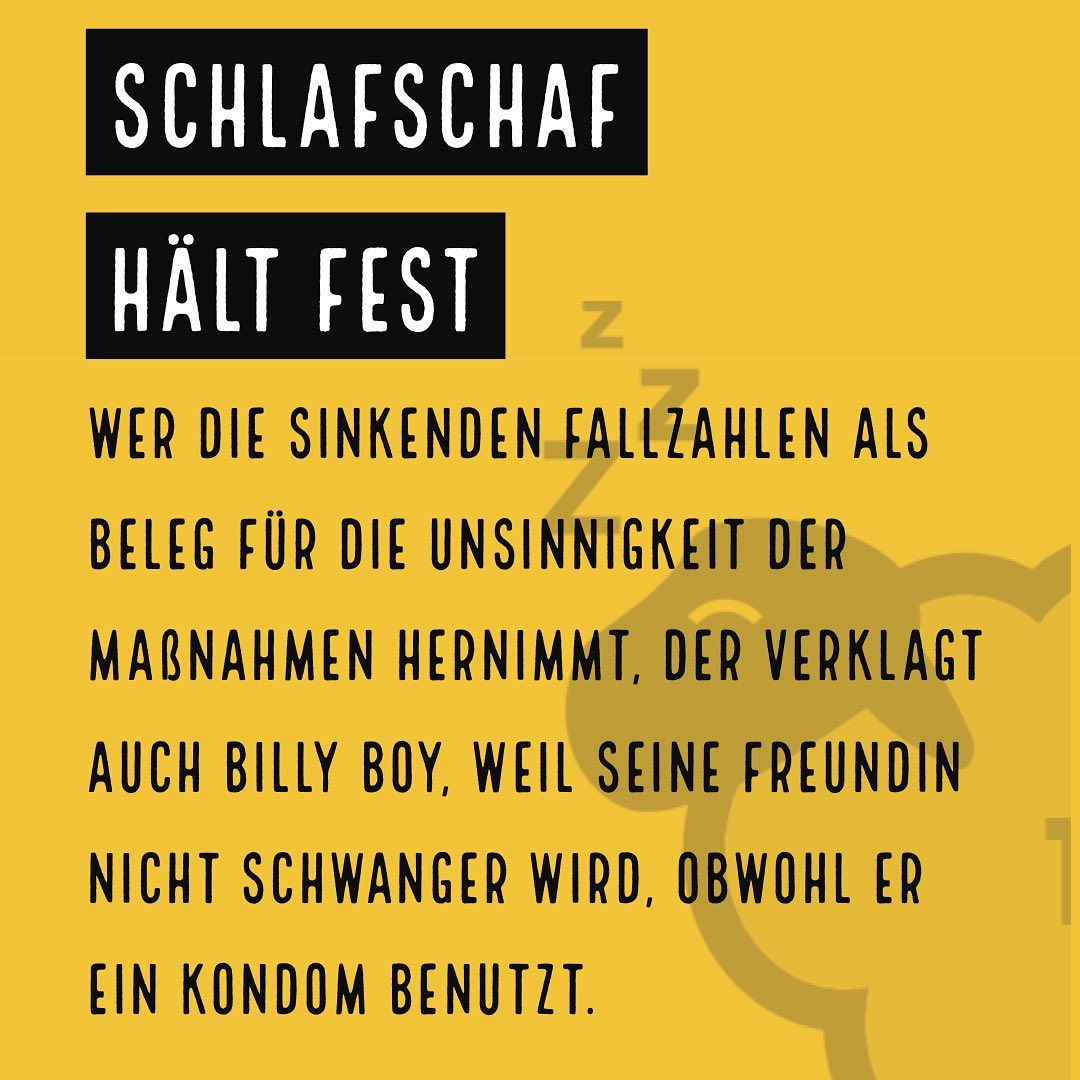 SCHLAFSCHAF
HÄLT FEST
z
z
Z
WER DIE SINKENDEN FALLZAHLEN ALS
BELEG FÜR DIE UNSINNIGKEIT DER
MAßNAHMEN HERNIMMT, DER VERKLAGT
AUCH BILLY BOY, WEIL SEINE FREUNDIN
NICHT SCHWANGER WIRD, OBWOHL ER
EIN KONDOM BENUTZT.
1